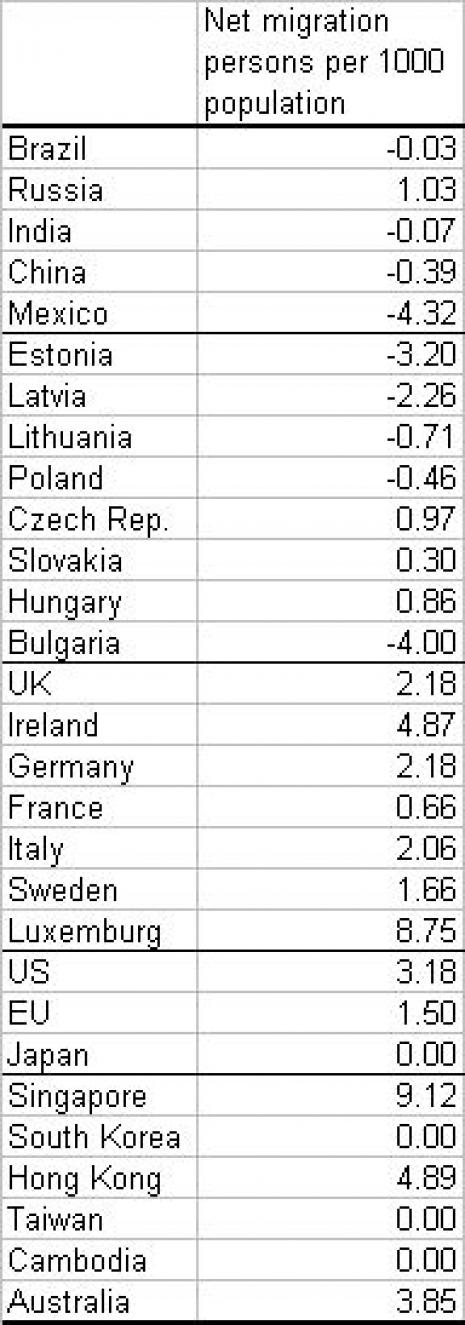 Net migration
persons per 1000
population
Brazil -0.03
Russia 1.03
India -0.07
China -0.39
Mexico -4.32
Estonia -3.20
Latvia -2.26
Lithuania -0.71
Poland -0.46
Czech Rep. 0.97
Slovakia 0.30
Hungary 0.86
Bulgaria -4.00
UK 2.18
Ireland 4.87
Germany 2.18
France 0.66
Italy 2.06
Sweden 1.66
Luxemburg 8.75
US 3.18
EU 1.50
Japan 0.00
Singapore 9.12
South Korea 0.00
Hong Kong 4.89
Taiwan 0.00
Cambodia 0.00
Australia 3.85